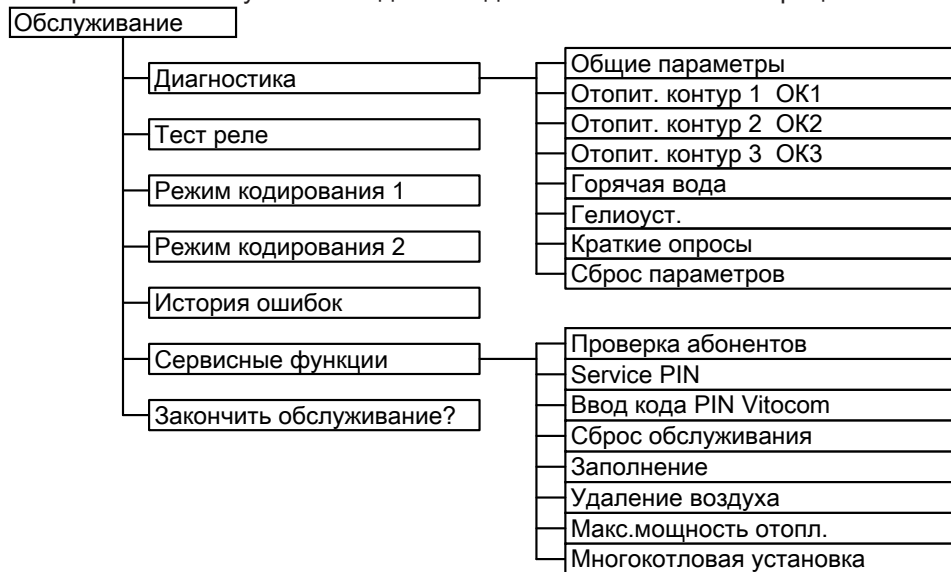 Обслуживание
Диагностика
Общие параметры
Отопит. контур 1 ОК1
Отопит. контур 2 ОК2
Отопит. контур 3 ОК3
Горячая вода
Гелиоуст.
Краткие опросы
Сброс параметров
Тест реле
Режим кодирования 1
Режим кодирования 2
История ошибок
Сервисные функции
Проверка абонентов
Service PIN
Ввод кода PIN Vitocom
Сброс обслуживания
Заполнение
Удаление воздуха
Макс.мощность отопл.
Многокотловая установка
Закончить обслуживание?